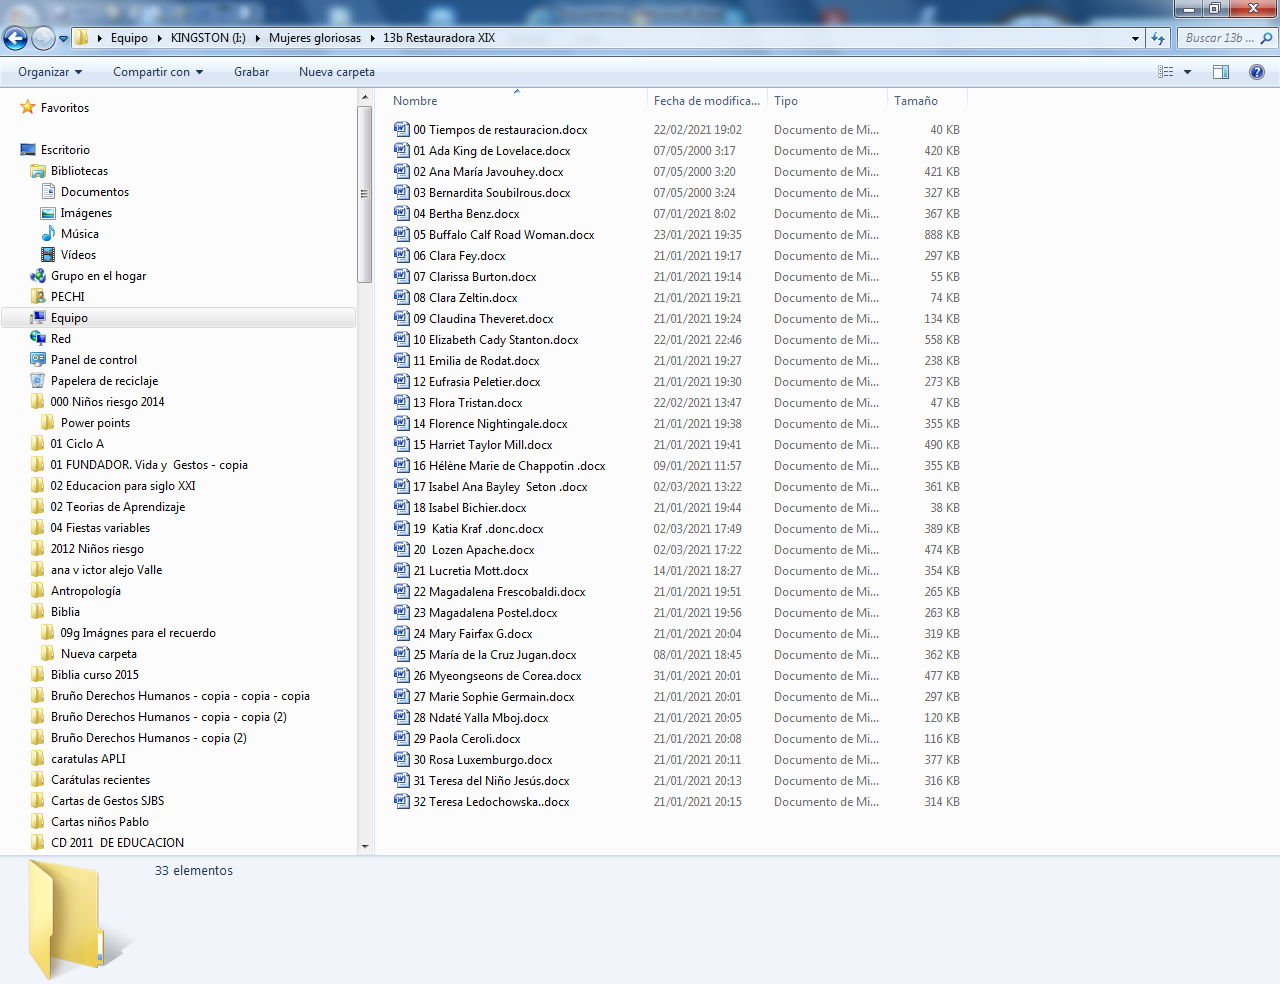 Equipo ▸ KINGSTON (I:) ▸ Mujeres gloriosas ▸ 13b Restauradora XIX
Buscar 13b ...
Organizar Compartir con Grabar Nueva carpeta
Favoritos
Escritorio
Bibliotecas
Documentos
Imágenes
Música
Vídeos
Grupo en el hogar
PECHI
Equipo
Red
Panel de control
Papelera de reciclaje
000 Niños riesgo 2014
Power points
01 Ciclo A
01 FUNDADOR. Vida y  Gestos - copia
02 Educacion para siglo XXI
02 Teorias de Aprendizaje
04 Fiestas variables
2012 Niños riesgo
ana v ictor alejo Valle
Antropología
Biblia
09g Imágnes para el recuerdo
Nueva carpeta
Biblia curso 2015
Bruño Derechos Humanos - copia - copia - copia
Bruño Derechos Humanos - copia - copia (2)
Bruño Derechos Humanos - copia (2)
caratulas APLI
Carátulas recientes
Cartas de Gestos SJBS
Cartas niños Pablo
CD 2011  DE EDUCACION
Nombre Fecha de modifica... Tipo Tamaño
00 Tiempos de restauracion.docx 22/02/2021 19:02 Documento de Mi... 40 KB
01 Ada King de Lovelace.docx 07/05/2000 3:17 Documento de Mi... 420 KB
02 Ana María Javouhey.docx 07/05/2000 3:20 Documento de Mi... 421 KB
03 Bernardita Soubilrous.docx 07/05/2000 3:24 Documento de Mi... 327 KB
04 Bertha Benz.docx 07/01/2021 8:02 Documento de Mi... 367 KB
05 Buffalo Calf Road Woman.docx 23/01/2021 19:35 Documento de Mi... 888 KB
06 Clara Fey.docx 21/01/2021 19:17 Documento de Mi... 297 KB
07 Clarissa Burton.docx 21/01/2021 19:14 Documento de Mi... 55 KB
08 Clara Zeltin.docx 21/01/2021 19:21 Documento de Mi... 74 KB
09 Claudina Theveret.docx 21/01/2021 19:24 Documento de Mi... 134 KB
10 Elizabeth Cady Stanton.docx 22/01/2021 22:46 Documento de Mi... 558 KB
11 Emilia de Rodat.docx 21/01/2021 19:27 Documento de Mi... 238 KB
12 Eufrasia Peletier.docx 21/01/2021 19:30 Documento de Mi... 273 KB
13 Flora Tristan.docx 22/02/2021 13:47 Documento de Mi... 47 KB
14 Florence Nightingale.docx 21/01/2021 19:38 Documento de Mi... 355 KB
15 Harriet Taylor Mill.docx 21/01/2021 19:41 Documento de Mi... 490 KB
16 Hélène Marie de Chappotin .docx 09/01/2021 11:57 Documento de Mi... 355 KB
17 Isabel Ana Bayley  Seton .docx 02/03/2021 13:22 Documento de Mi... 361 KB
18 Isabel Bichier.docx 21/01/2021 19:44 Documento de Mi... 38 KB
19  Katia Kraf .donc.docx 02/03/2021 17:49 Documento de Mi... 389 KB
20  Lozen Apache.docx 02/03/2021 17:22 Documento de Mi... 474 KB
21 Lucretia Mott.docx 14/01/2021 18:27 Documento de Mi... 354 KB
22 Magadalena Frescobaldi.docx 21/01/2021 19:51 Documento de Mi... 265 KB
23 Magadalena Postel.docx 21/01/2021 19:56 Documento de Mi... 263 KB
24 Mary Fairfax G.docx 21/01/2021 20:04 Documento de Mi... 319 KB
25 María de la Cruz Jugan.docx 08/01/2021 18:45 Documento de Mi... 362 KB
26 Myeongseons de Corea.docx 31/01/2021 20:01 Documento de Mi... 477 KB
27 Marie Sophie Germain.docx 21/01/2021 20:01 Documento de Mi... 297 KB
28 Ndaté Yalla Mboj.docx 21/01/2021 20:05 Documento de Mi... 120 KB
29 Paola Ceroli.docx 21/01/2021 20:08 Documento de Mi... 116 KB
30 Rosa Luxemburgo.docx 21/01/2021 20:11 Documento de Mi... 377 KB
31 Teresa del Niño Jesús.docx 21/01/2021 20:13 Documento de Mi... 316 KB
32 Teresa Ledochowska..docx 21/01/2021 20:15 Documento de Mi... 314 KB
33 elementos